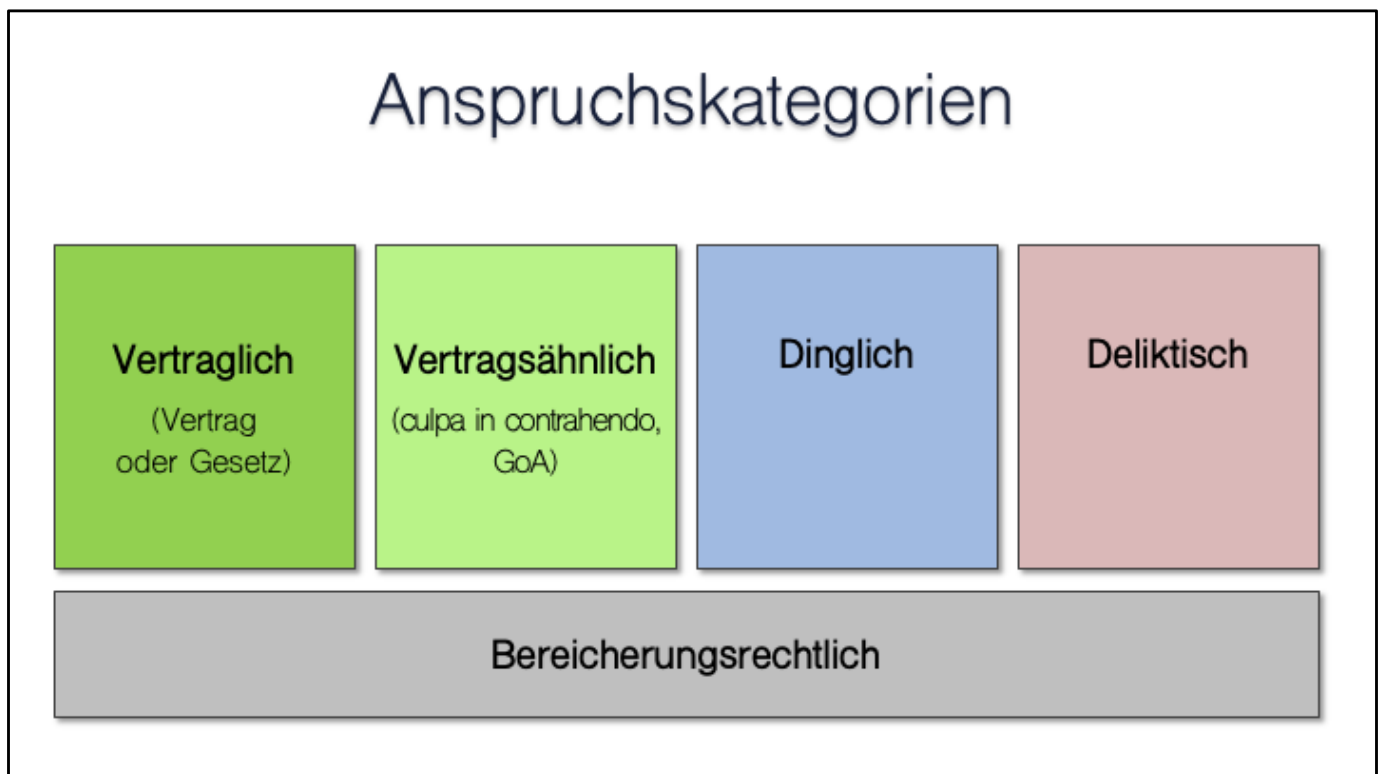 Anspruchskategorien
Vertraglich
(Vertrag
oder Gesetz)
Vertragsähnlich
(culpa in contrahendo,
GoA)
Dinglich
Deliktisch
Bereicherungsrechtlich